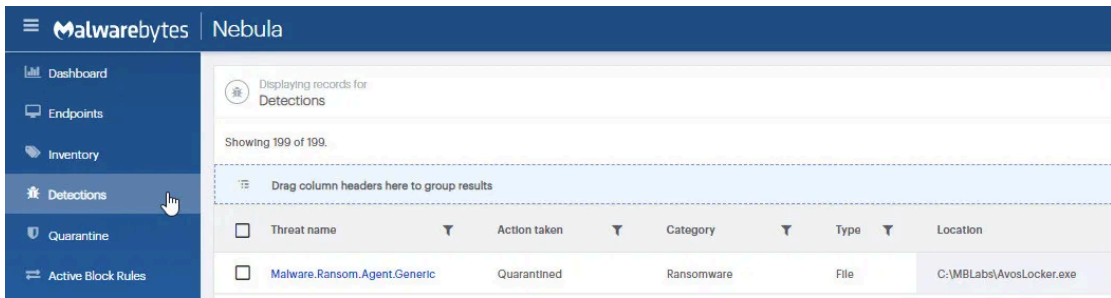 Malwarebytes | Nebula
Dashboard
Endpoints
Inventory
Detections
Quarantine
Active Block Rules
Displaying records for
Detections
Showing 199 of 199.
Drag column headers here to group results
Threat name Action taken Category Type Location
Malware.Ransom.Agent.Generic Quarantined Ransomware File C:\MBLabs\AvosLocker.exe